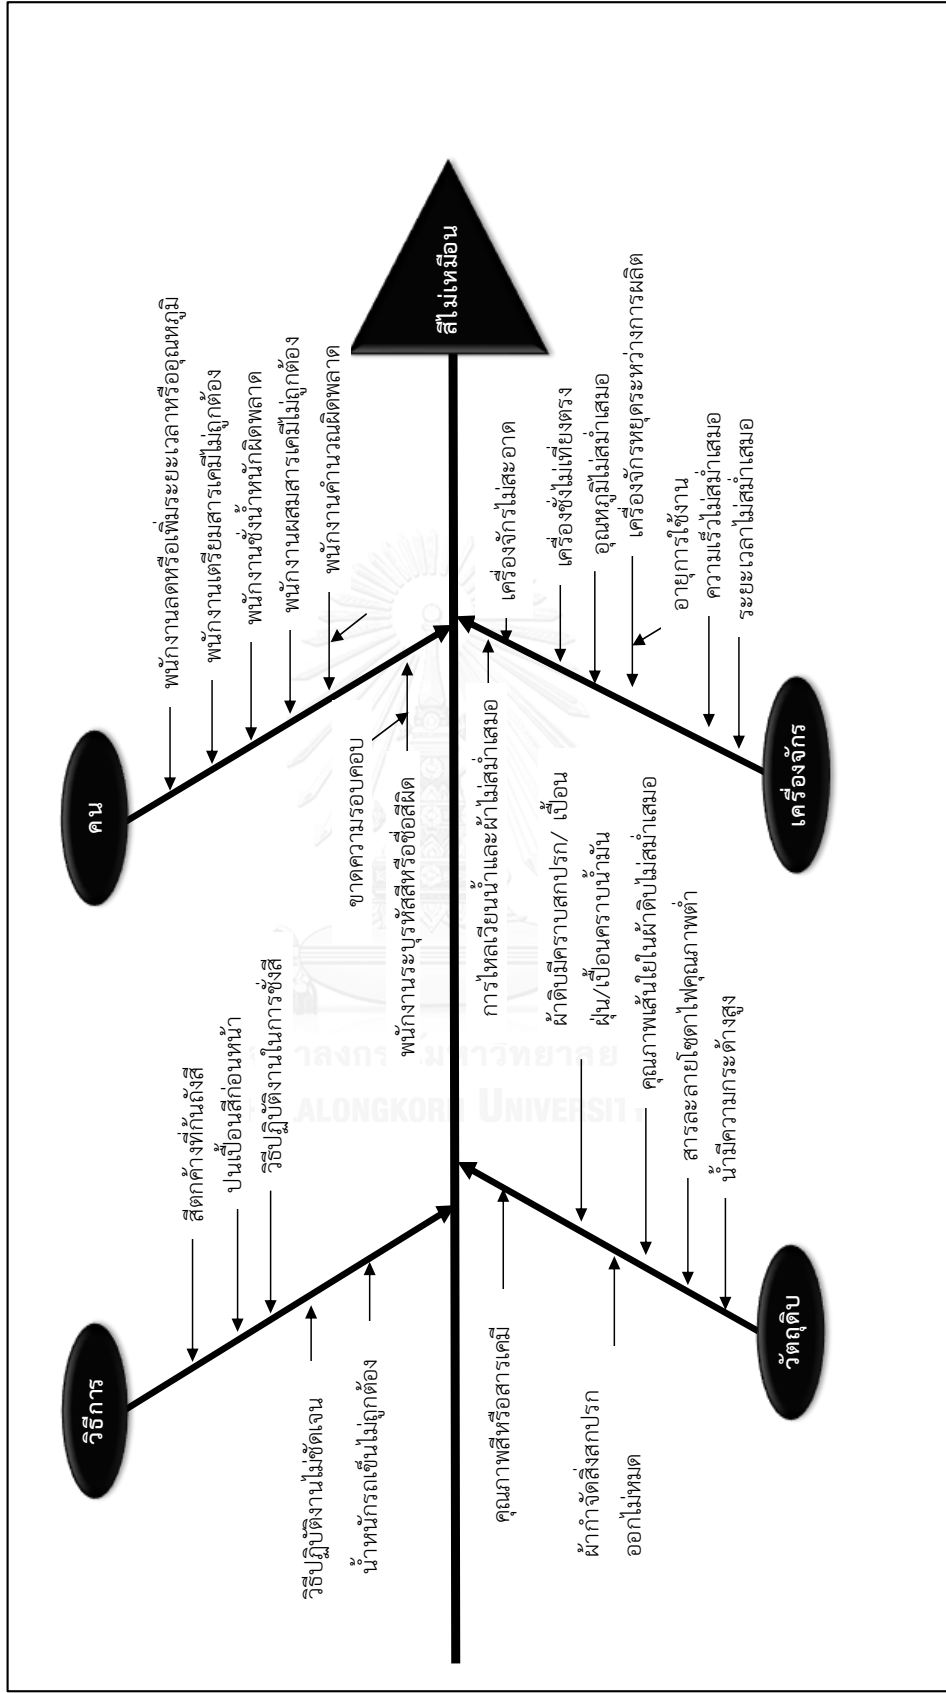 วิธีการ
สีตกค้างที่ก้นถังสี
ปนเปื้อนสีก่อนหน้า
วิธีปฏิบัติงานในการชั่งสี
วิธีปฏิบัติงานไม่ชัดเจน
น้ำหนักรถเข็นไม่ถูกต้อง
คน
พนักงานลดหรือเพิ่มระยะเวลาหรืออุณหภูมิ
พนักงานเตรียมสารเคมีไม่ถูกต้อง
พนักงานชั่งน้ำหนักผิดพลาด
พนักงานผสมสารเคมีไม่ถูกต้อง
พนักงานคำนวณผิดพลาด
ขาดความรอบคอบ
พนักงานระบุรหัสสีหรือชื่อสีผิด
สีไม่เหมือน
คุณภาพสีหรือสารเคมี
ผ้าดิบมีคราบสกปรก/ เปื้อน
ฝุ่น/เปื้อนคราบน้ำมัน
ผ้ากำจัดสิ่งสกปรก
ออกไม่หมด
คุณภาพเส้นใยในผ้าดิบไม่สม่ำเสมอ
สารละลายโซดาไฟคุณภาพต่ำ
น้ำมีความกระด้างสูง
วัตถุดิบ
การไหลเวียนน้ำและผ้าไม่สม่ำเสมอ
เครื่องจักรไม่สะอาด
เครื่องชั่งไม่เที่ยงตรง
อุณหภูมิไม่สม่ำเสมอ
เครื่องจักรหยุดระหว่างการผลิต
อายุการใช้งาน
ความเร็วไม่สม่ำเสมอ
ระยะเวลาไม่สม่ำเสมอ
เครื่องจักร
ALONGKORN UNIVERSIT